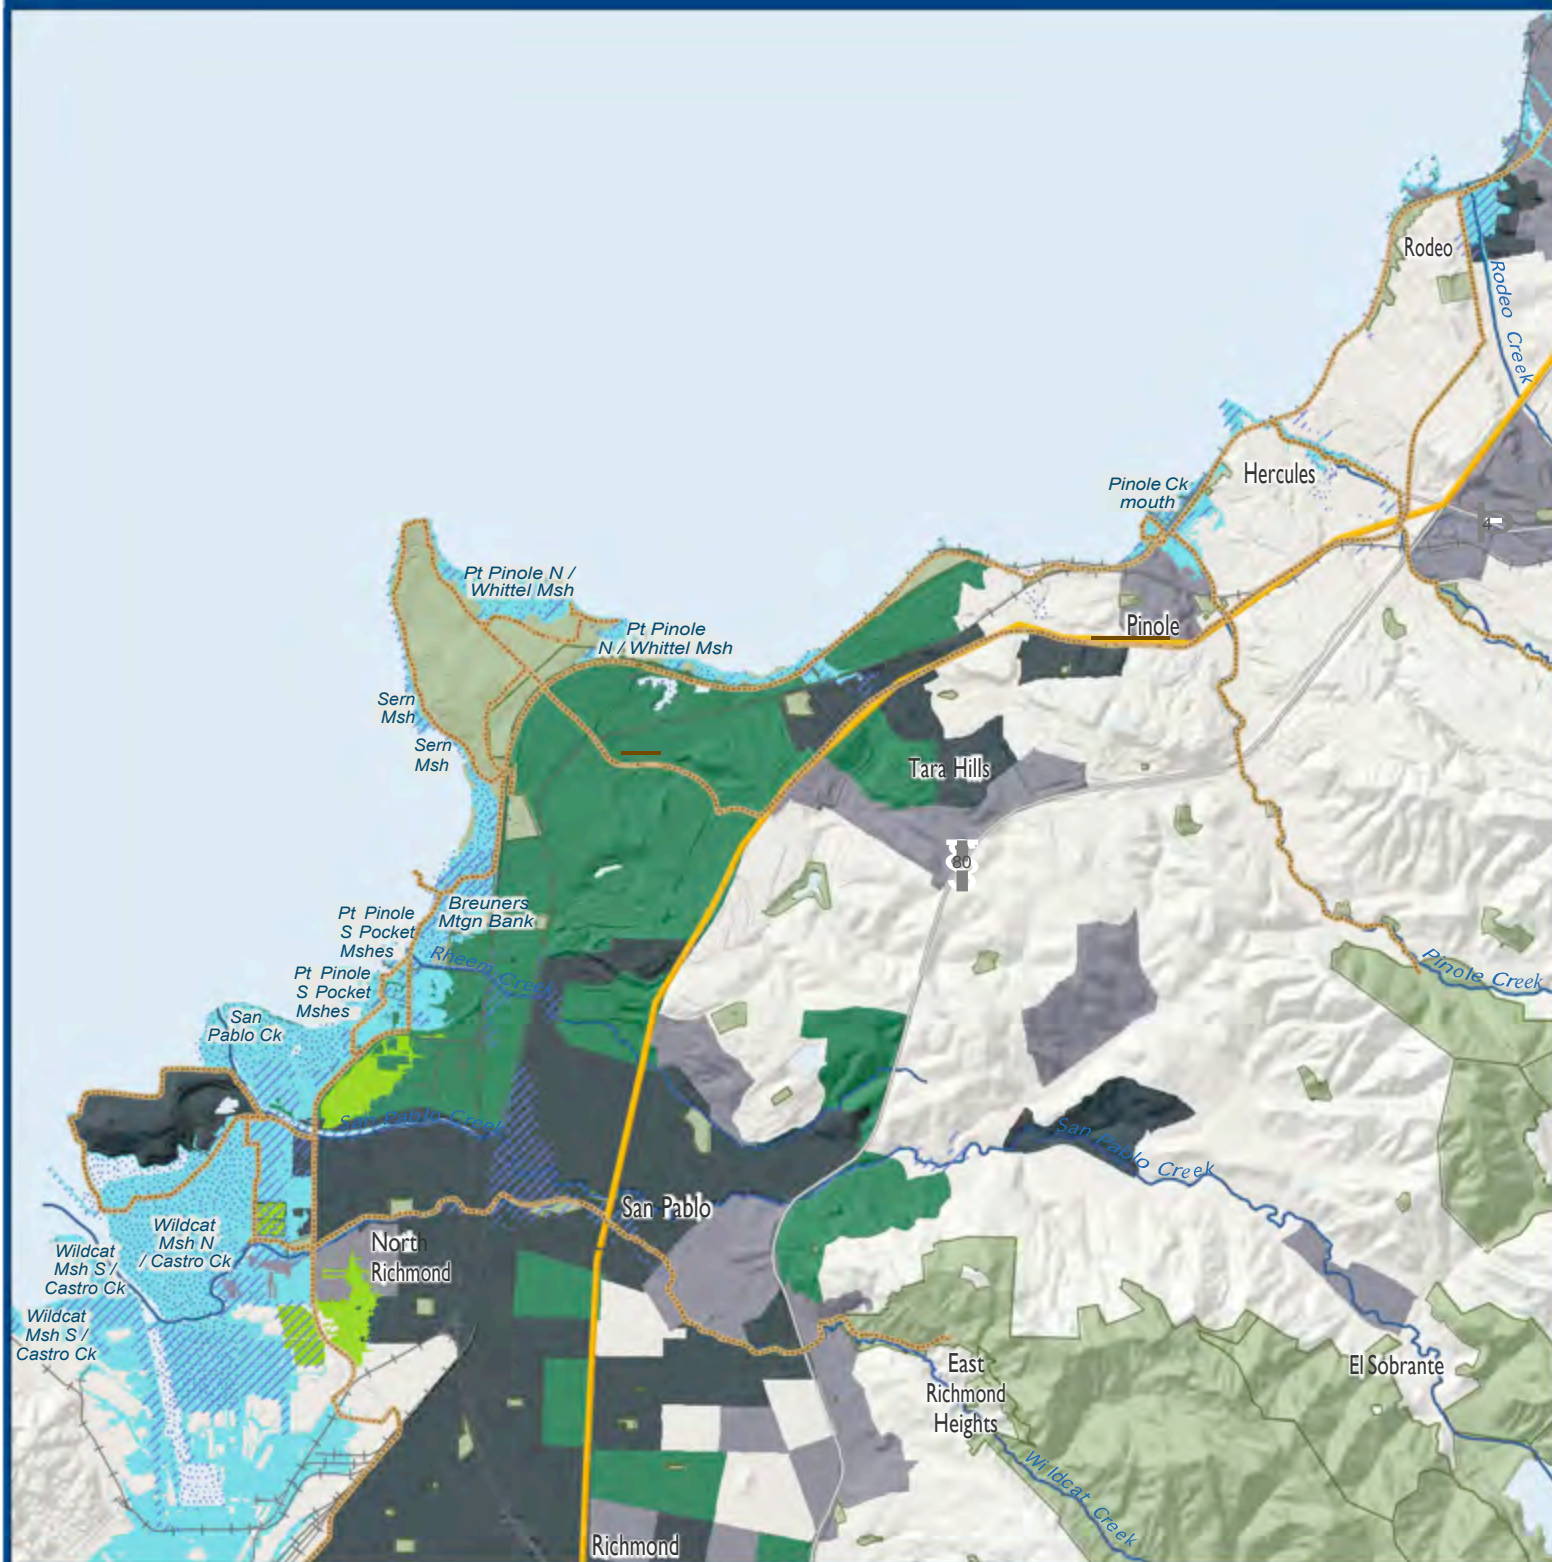 Rodeo
Rodeo Creek
Pinole Ck
mouth
Hercules
4
Pt Pinole N /
Whittel Msh
Pt Pinole
N / Whittel Msh
Pinole
Sern
Msh
Sern
Msh
Tara Hills
80
Breuners
Mtgn Bank
Pt Pinole
S Pocket
Mshes
Rheem Creek
Pinole Creek
Pt Pinole
S Pocket
Mshes
San
Pablo Ck
San Pablo Creek
San Pablo Creek
San Pablo
Wildcat
Msh N
/ Castro Ck
North
Richmond
Wildcat
Msh S /
Castro Ck
Wildcat
Msh S /
Castro Ck
East
Richmond
Heights
El Sobrante
Wildcat Creek
Richmond